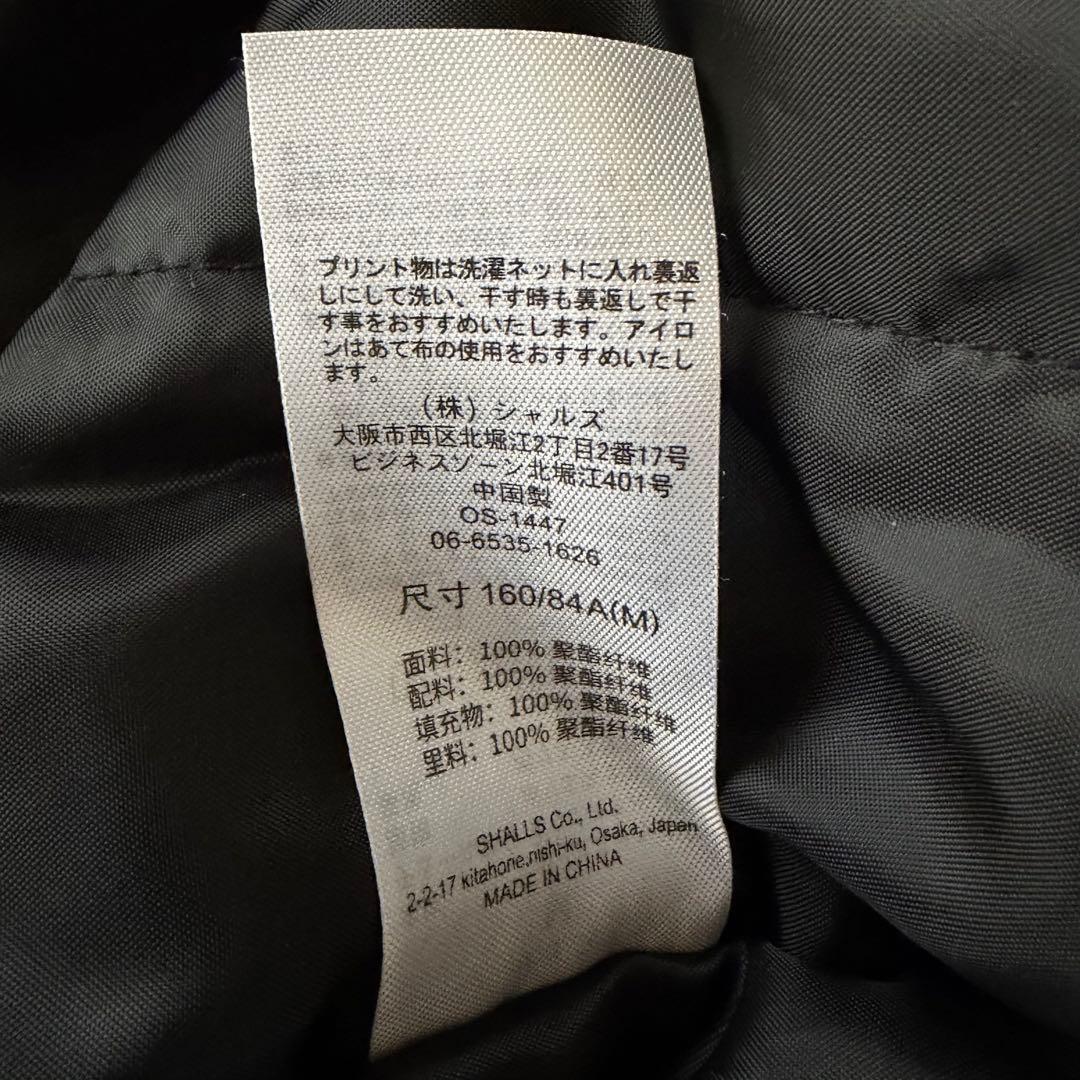 プリント物は洗濯ネットに入れ裏返
しにして洗い、干す時も裏返しで干
す事をおすすめいたします。アイロ
ンはあて布の使用をおすすめいたし
ます。
(株) シャルズ
大阪市西区北堀江2丁目2番17号
ビジネスゾーン北堀江401号
中国製
OS-1447
06-6535-1626
尺寸 160/84A(M)
面料：100% 聚酯纤维
配料：100% 聚酯纤维
填充物：100% 聚酯纤维
里料：100% 聚酯纤维
SHALLS Co., Ltd.
2-2-17 kitahorie,nishi-ku, Osaka, Japan
MADE IN CHINA